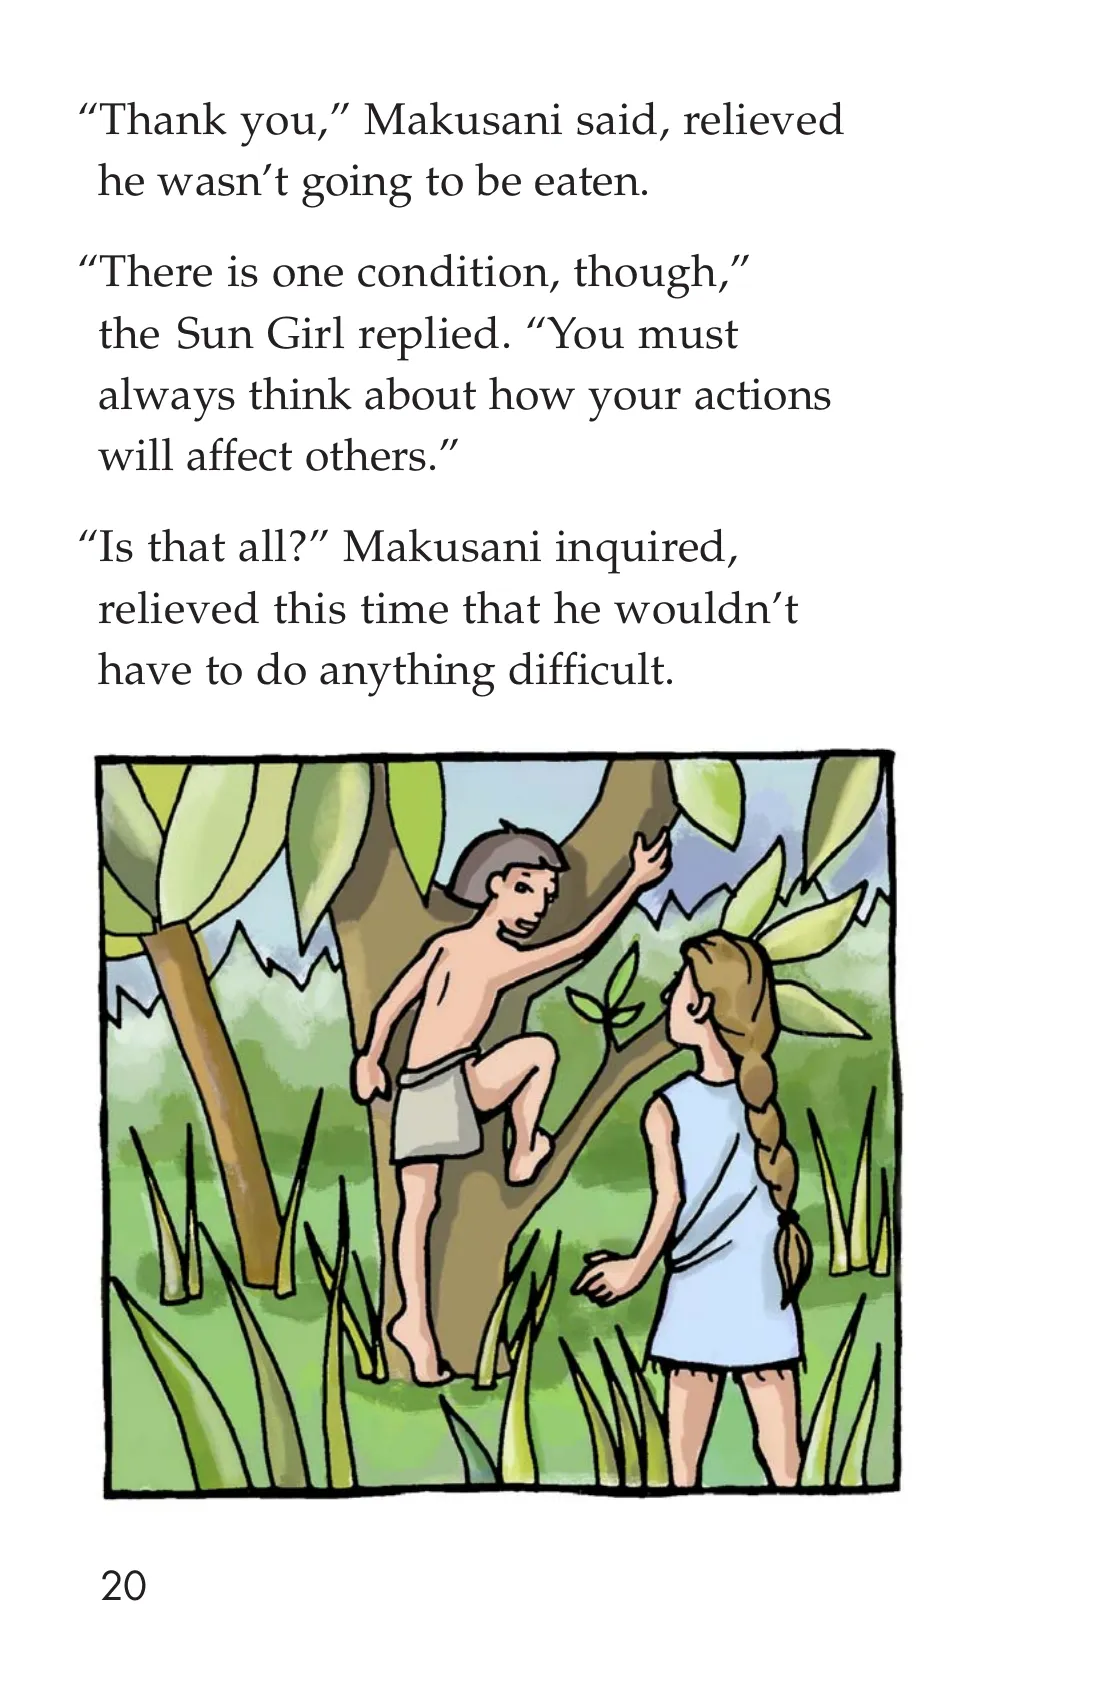 “Thank you,” Makusani said, relieved
he wasn’t going to be eaten.
“There is one condition, though,”
the Sun Girl replied. “You must
always think about how your actions
will affect others.”
“Is that all?” Makusani inquired,
relieved this time that he wouldn’t
have to do anything difficult.
20